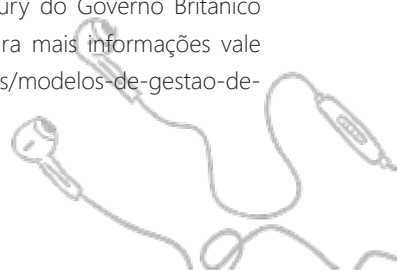 ury do Governo Britânico
ra mais informações vale
s/modelos-de-gestao-de-